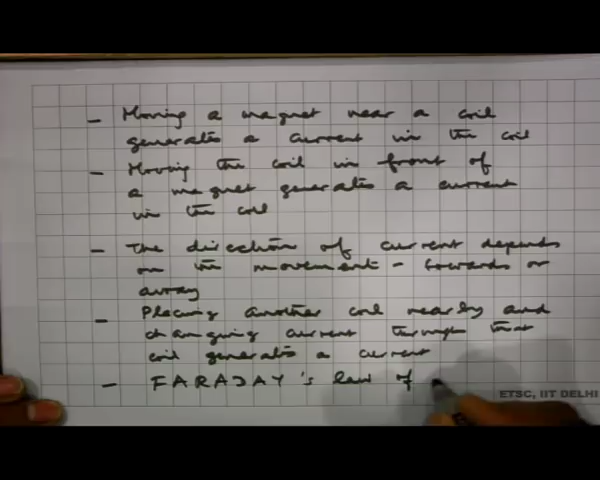 - Moving a magnet near a coil
generates a current in the coil
- Moving the coil in front of
a magnet generates a current
in the coil
- The direction of current depends
on the movement - towards or
away
- Placing another coil nearby and
changing current through that
coil generates a current
- FARADAY's law of
ETSC, IIT DELHI